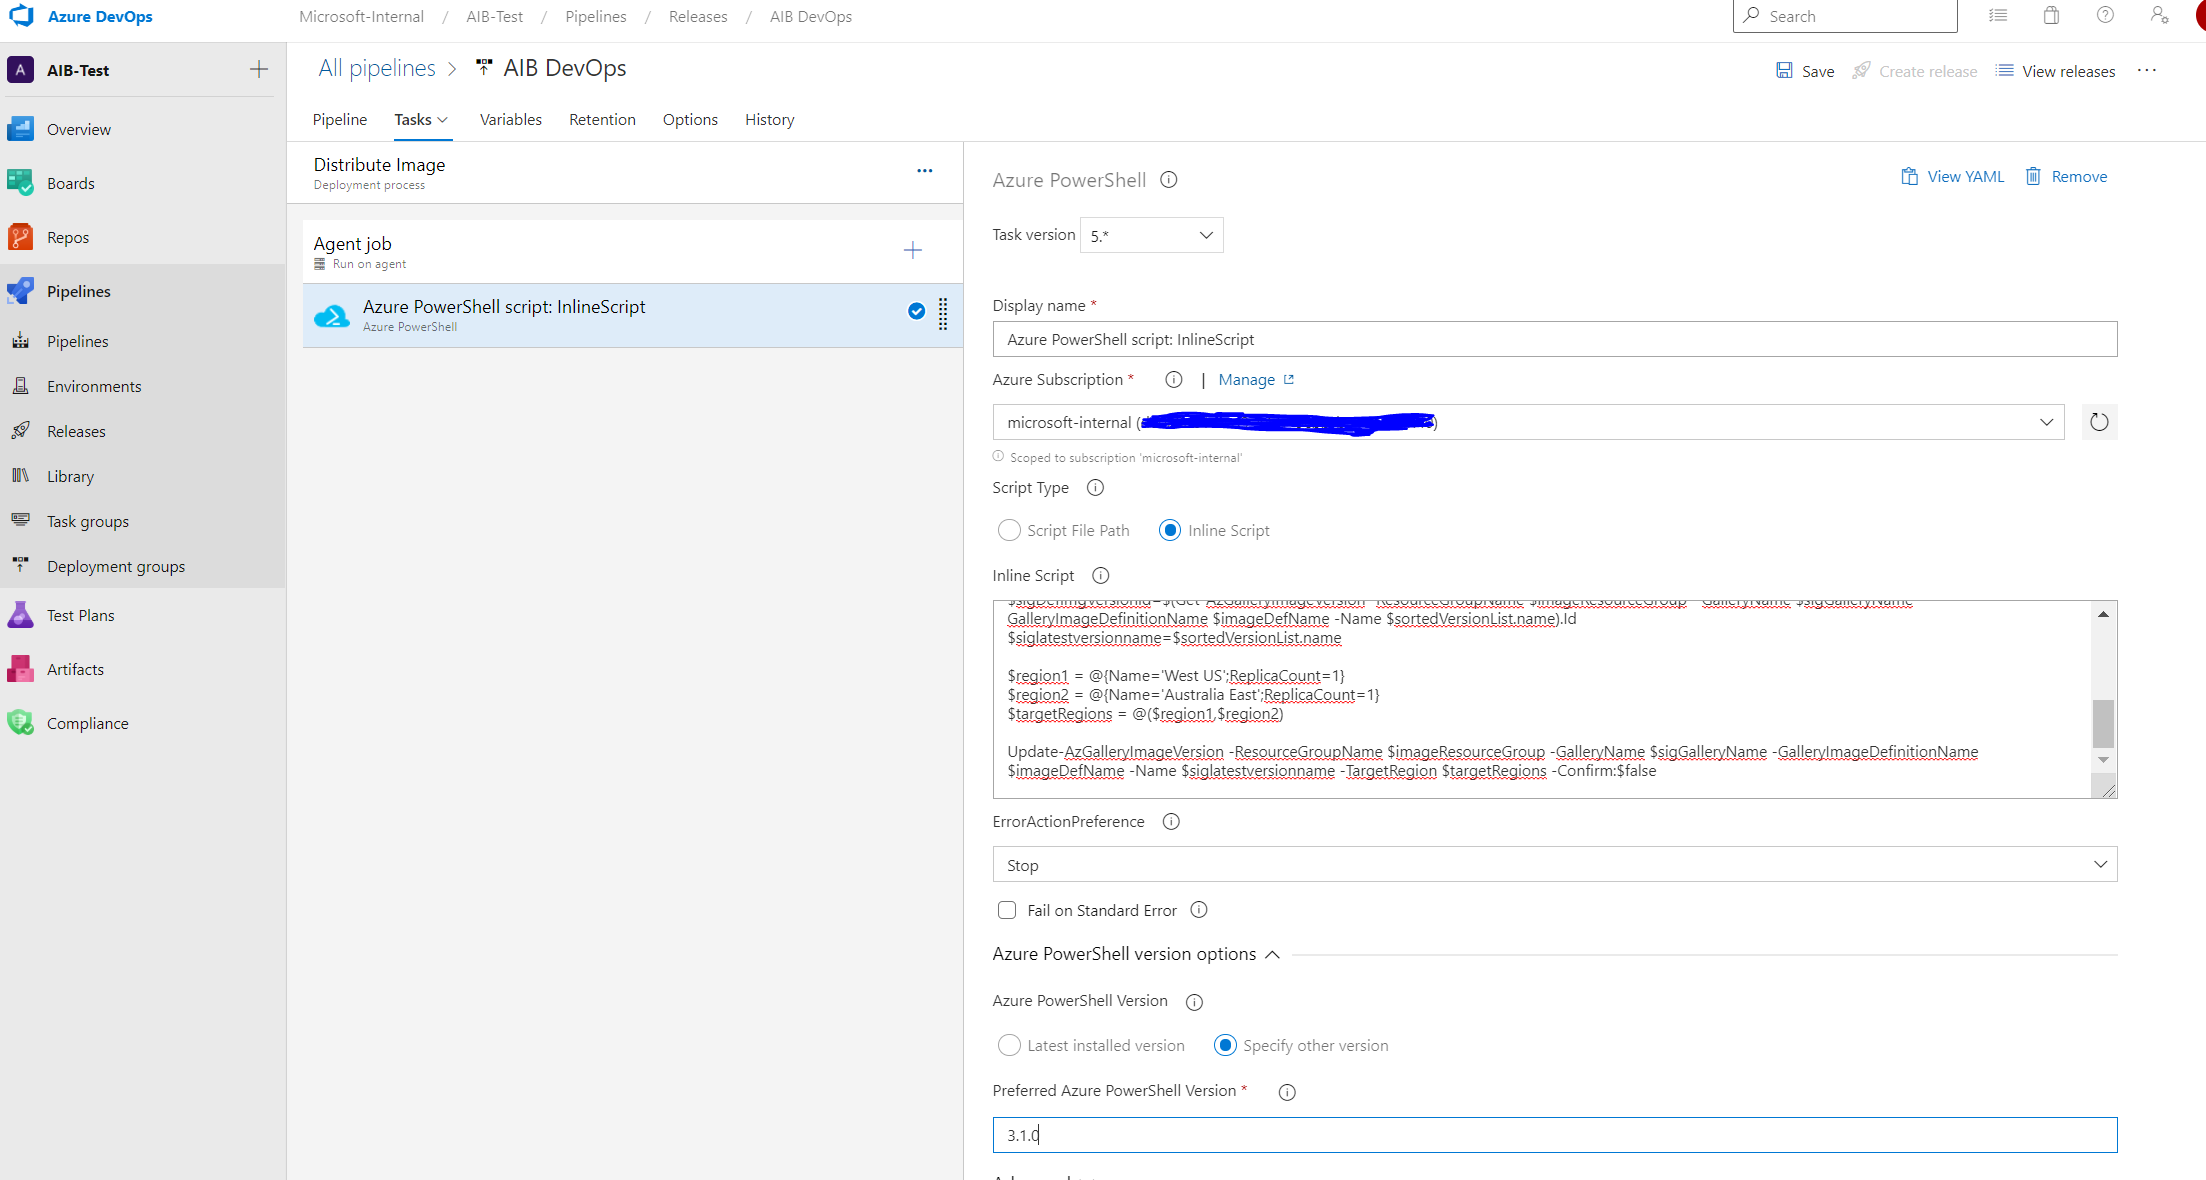 Azure DevOps
Microsoft-Internal / AIB-Test / Pipelines / Releases / AIB DevOps
Search
A AIB-Test
All pipelines > AIB DevOps
Save Create release View releases ...
Overview
Boards
Repos
Pipelines
Pipelines
Environments
Releases
Library
Task groups
Deployment groups
Test Plans
Artifacts
Compliance
Pipeline Tasks Variables Retention Options History
Distribute Image
Deployment process
Agent job
Run on agent
Azure PowerShell script: InlineScript
Azure PowerShell
Azure PowerShell
View YAML Remove
Task version 5.*
Display name *
Azure PowerShell script: InlineScript
Azure Subscription * | Manage
microsoft-internal ( )
Scoped to subscription 'microsoft-internal'
Script Type
Script File Path Inline Script
Inline Script
$sigDefImgVersionId=$(Get-AzGalleryImageVersion -ResourceGroupName $imageResourceGroup -GalleryName $sigGalleryName -
GalleryImageDefinitionName $imageDefName -Name $sortedVersionList.name).Id
$siglatestversionname=$sortedVersionList.name
$region1 = @{Name='West US';ReplicaCount=1}
$region2 = @{Name='Australia East';ReplicaCount=1}
$targetRegions = @($region1,$region2)
Update-AzGalleryImageVersion -ResourceGroupName $imageResourceGroup -GalleryName $sigGalleryName -GalleryImageDefinitionName
$imageDefName -Name $siglatestversionname -TargetRegion $targetRegions -Confirm:$false
ErrorActionPreference
Stop
Fail on Standard Error
Azure PowerShell version options
Azure PowerShell Version
Latest installed version Specify other version
Preferred Azure PowerShell Version *
3.1.0